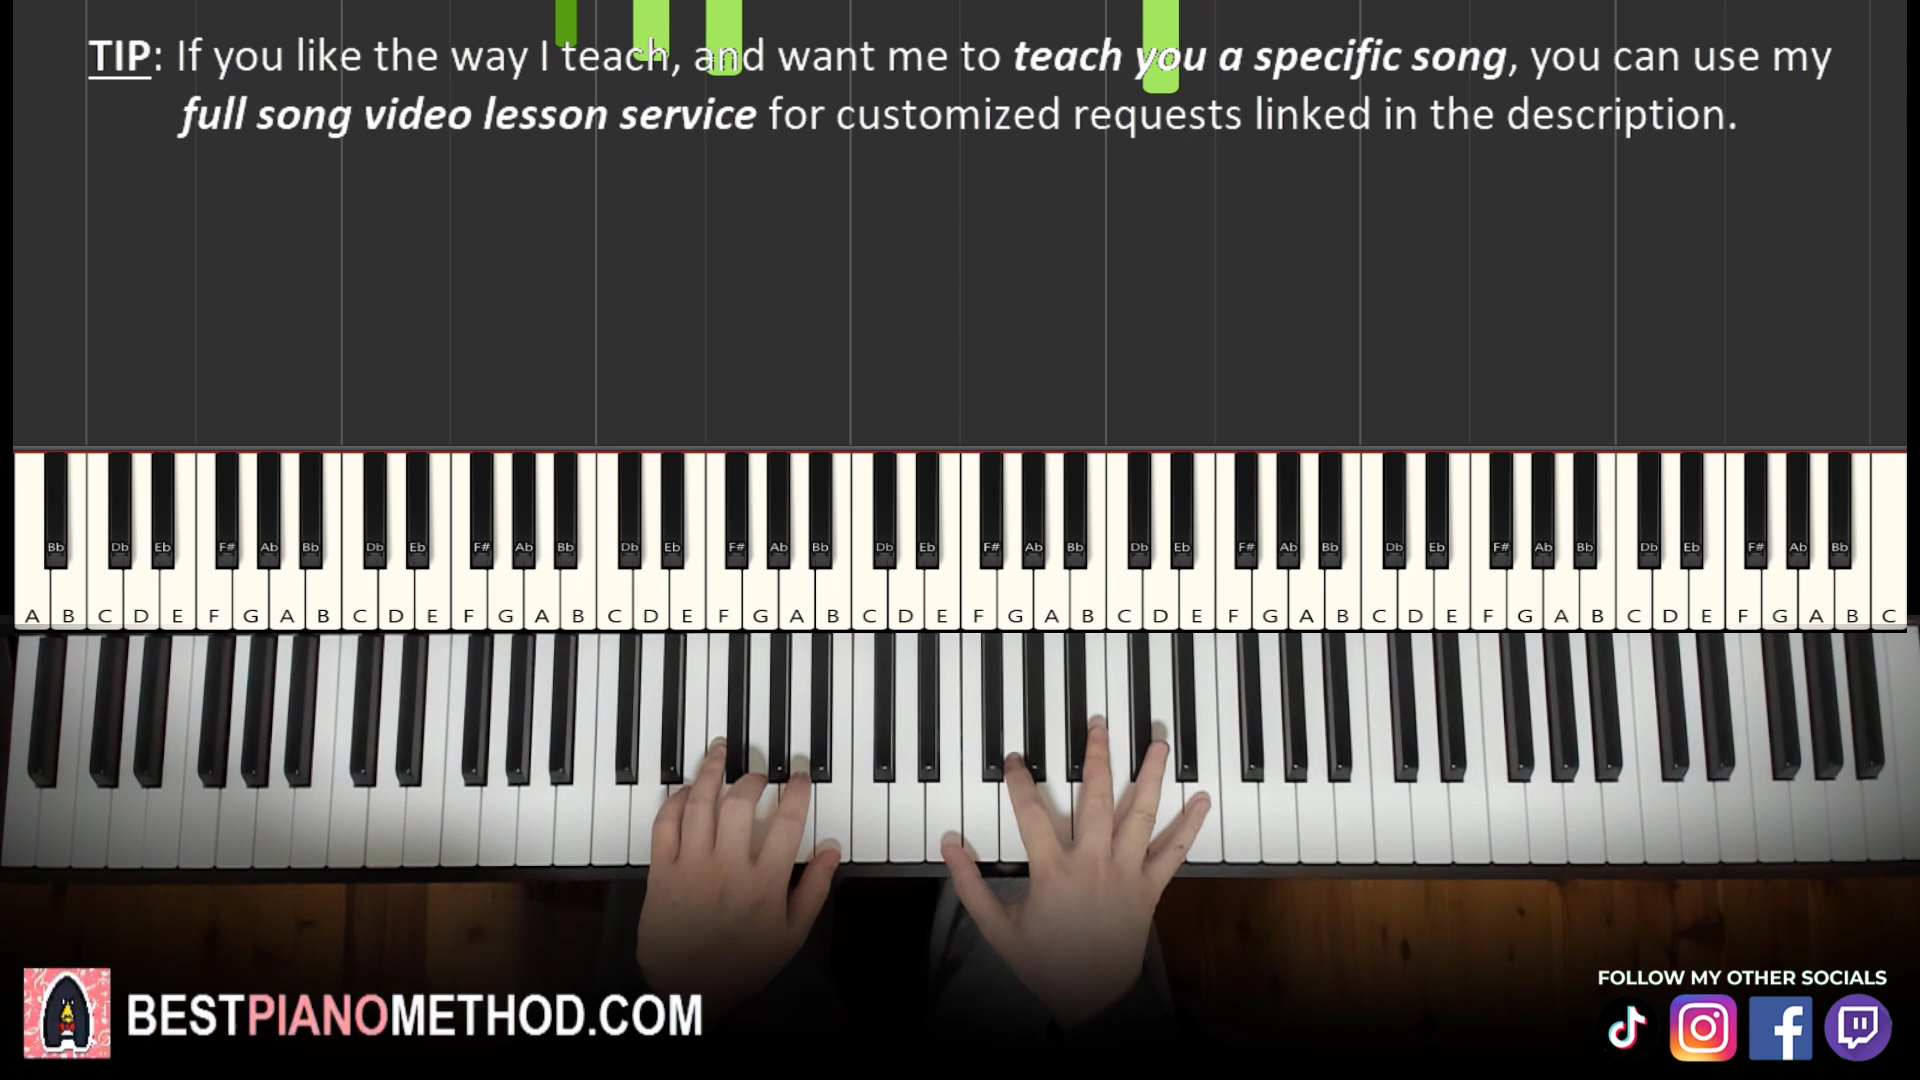 TIP: If you like the way I teach, and want me to teach you a specific song, you can use my
full song video lesson service for customized requests linked in the description.
Bb Db Eb F# Ab Bb Db Eb F# Ab Bb Db Eb F# Ab Bb Db Eb F# Ab Bb Db Eb F# Ab Bb Db Eb F# Ab Bb Db Eb F# Ab Bb
A B C D E F G A B C D E F G A B C D E F G A B C D E F G A B C D E F G A B C D E F G A B C D E F G A B C
FOLLOW MY OTHER SOCIALS
BESTPIANOMETHOD.COM